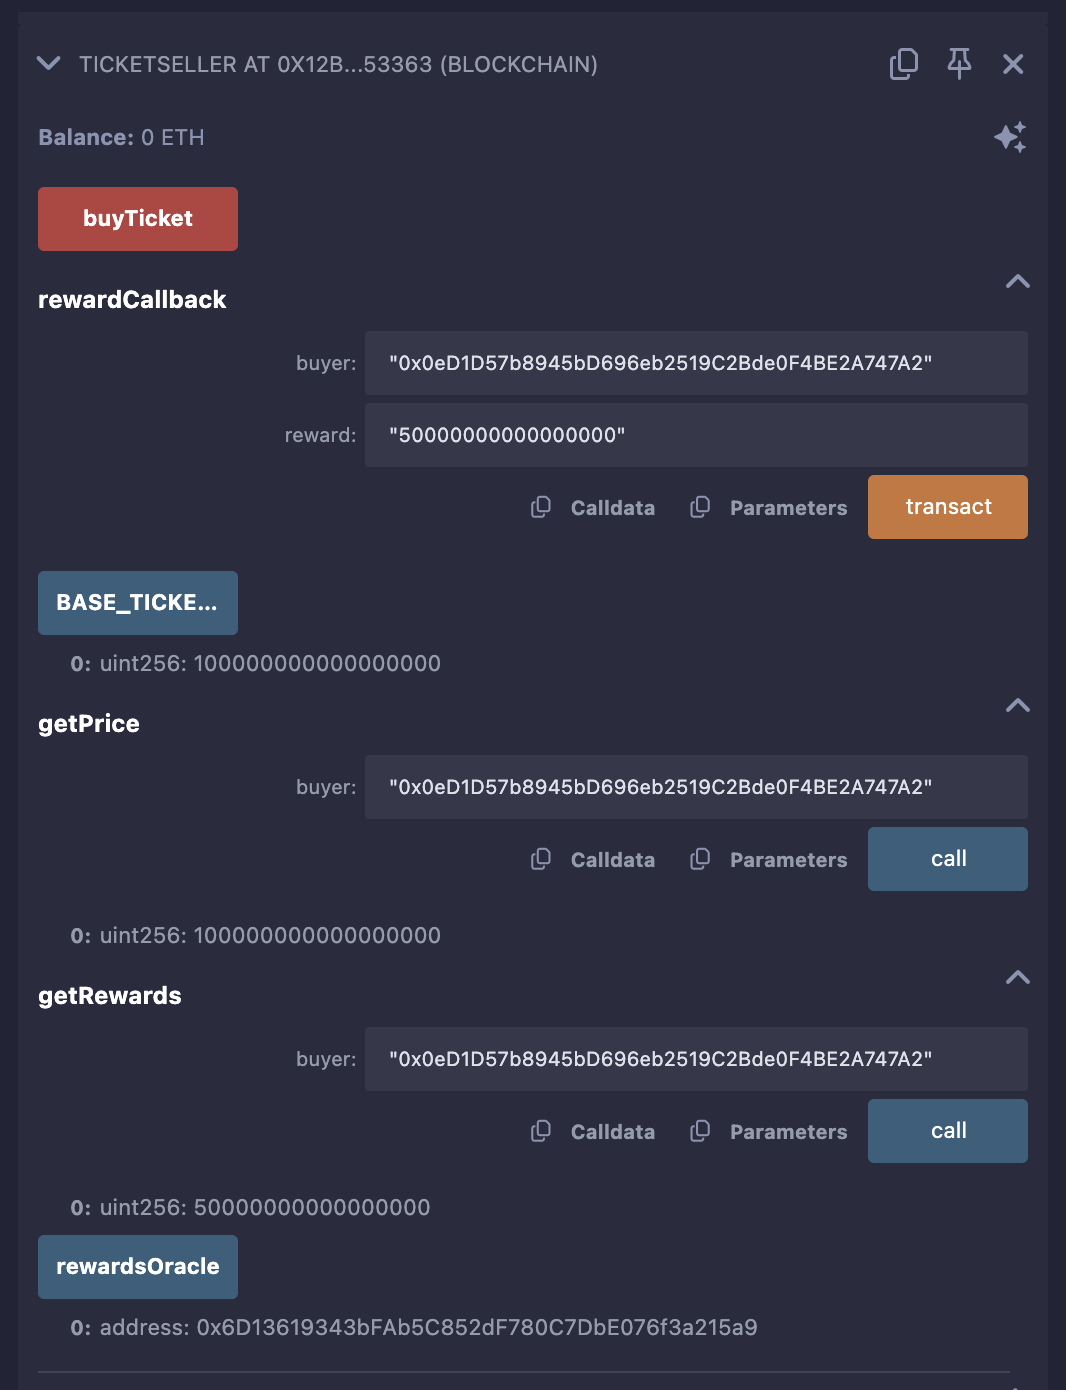 TICKETSELLER AT 0X12B...53363 (BLOCKCHAIN)
Balance: 0 ETH
buyTicket
rewardCallback
buyer: "0x0eD1D57b8945bD696eb2519C2Bde0F4BE2A747A2"
reward: "50000000000000000"
Calldata Parameters transact
BASE_TICKE...
0: uint256: 100000000000000000
getPrice
buyer: "0x0eD1D57b8945bD696eb2519C2Bde0F4BE2A747A2"
Calldata Parameters call
0: uint256: 100000000000000000
getRewards
buyer: "0x0eD1D57b8945bD696eb2519C2Bde0F4BE2A747A2"
Calldata Parameters call
0: uint256: 50000000000000000
rewardsOracle
0: address: 0x6D13619343bFAb5C852dF780C7DbE076f3a215a9